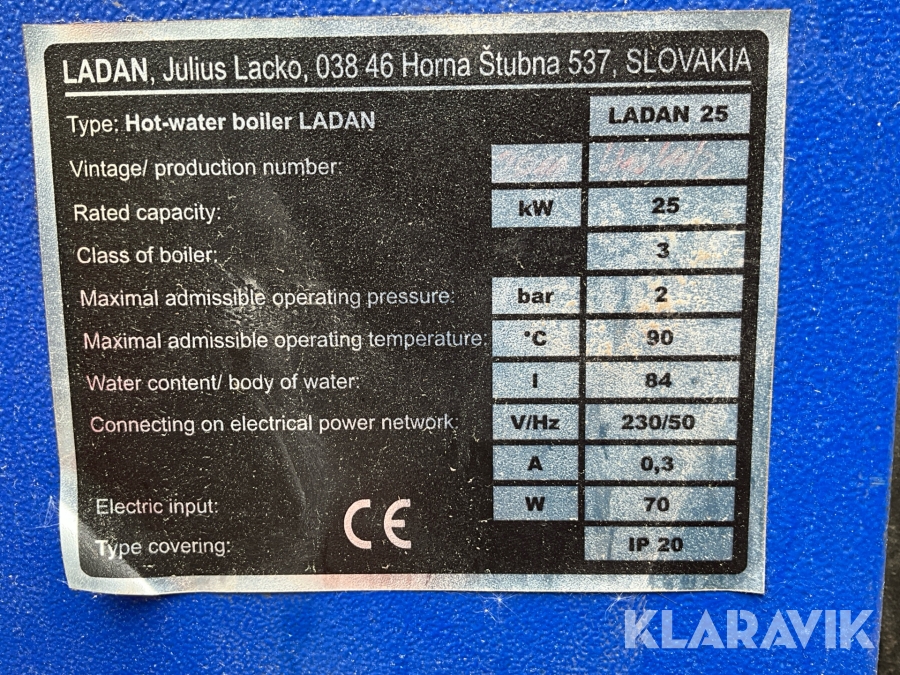 LADAN, Julius Lacko, 038 46 Horna Štubna 537, SLOVAKIA
Type: Hot-water boiler LADAN LADAN 25
Vintage/ production number:
Rated capacity: kW 25
Class of boiler: 3
Maximal admissible operating pressure: bar 2
Maximal admissible operating temperature: °C 90
Water content/ body of water: l 84
Connecting on electrical power network: V/Hz 230/50
A 0,3
Electric input: W 70
CE
Type covering: IP 20
KLARAVIK